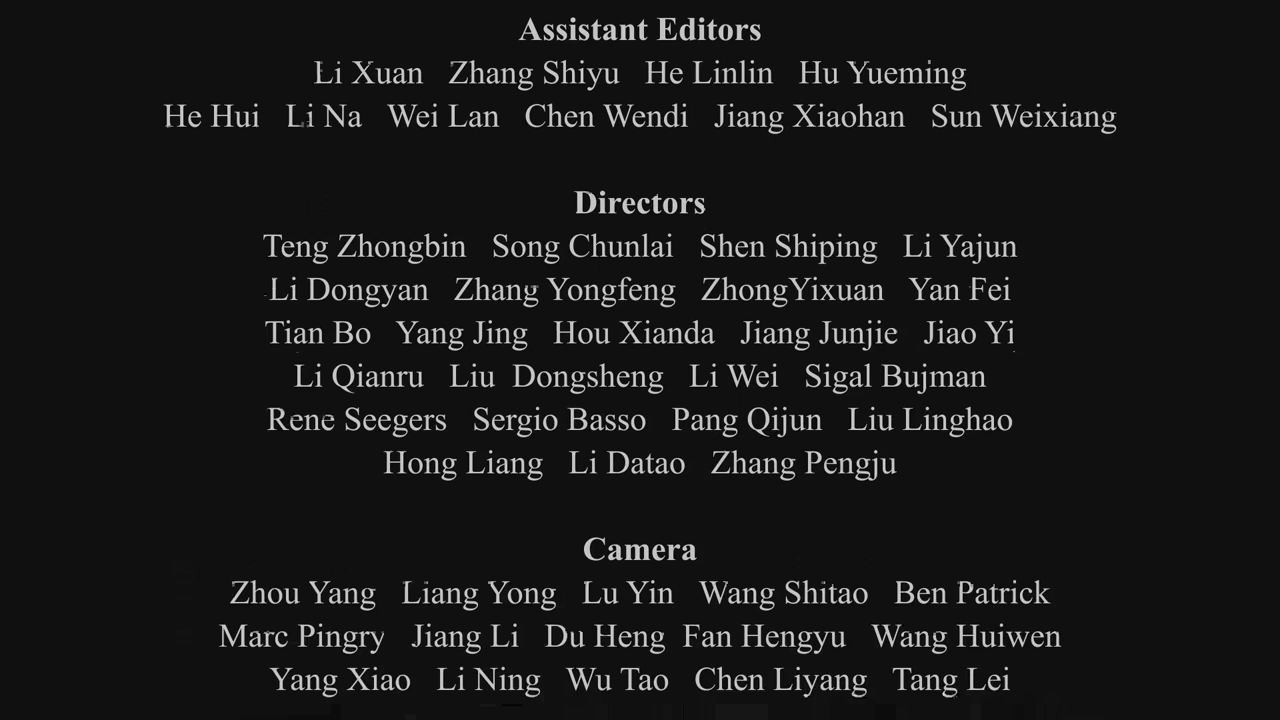 Assistant Editors
Li Xuan Zhang Shiyu He Linlin Hu Yueming
He Hui Li Na Wei Lan Chen Wendi Jiang Xiaohan Sun Weixiang
Directors
Teng Zhongbin Song Chunlai Shen Shiping Li Yajun
Li Dongyan Zhang Yongfeng ZhongYixuan Yan Fei
Tian Bo Yang Jing Hou Xianda Jiang Junjie Jiao Yi
Li Qianru Liu Dongsheng Li Wei Sigal Bujman
Rene Seegers Sergio Basso Pang Qijun Liu Linghao
Hong Liang Li Datao Zhang Pengju
Camera
Zhou Yang Liang Yong Lu Yin Wang Shitao Ben Patrick
Marc Pingry Jiang Li Du Heng Fan Hengyu Wang Huiwen
Yang Xiao Li Ning Wu Tao Chen Liyang Tang Lei